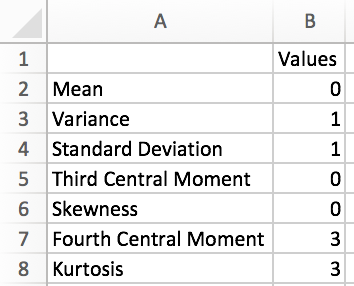 A B
1 Values
2 Mean 0
3 Variance 1
4 Standard Deviation 1
5 Third Central Moment 0
6 Skewness 0
7 Fourth Central Moment 3
8 Kurtosis 3